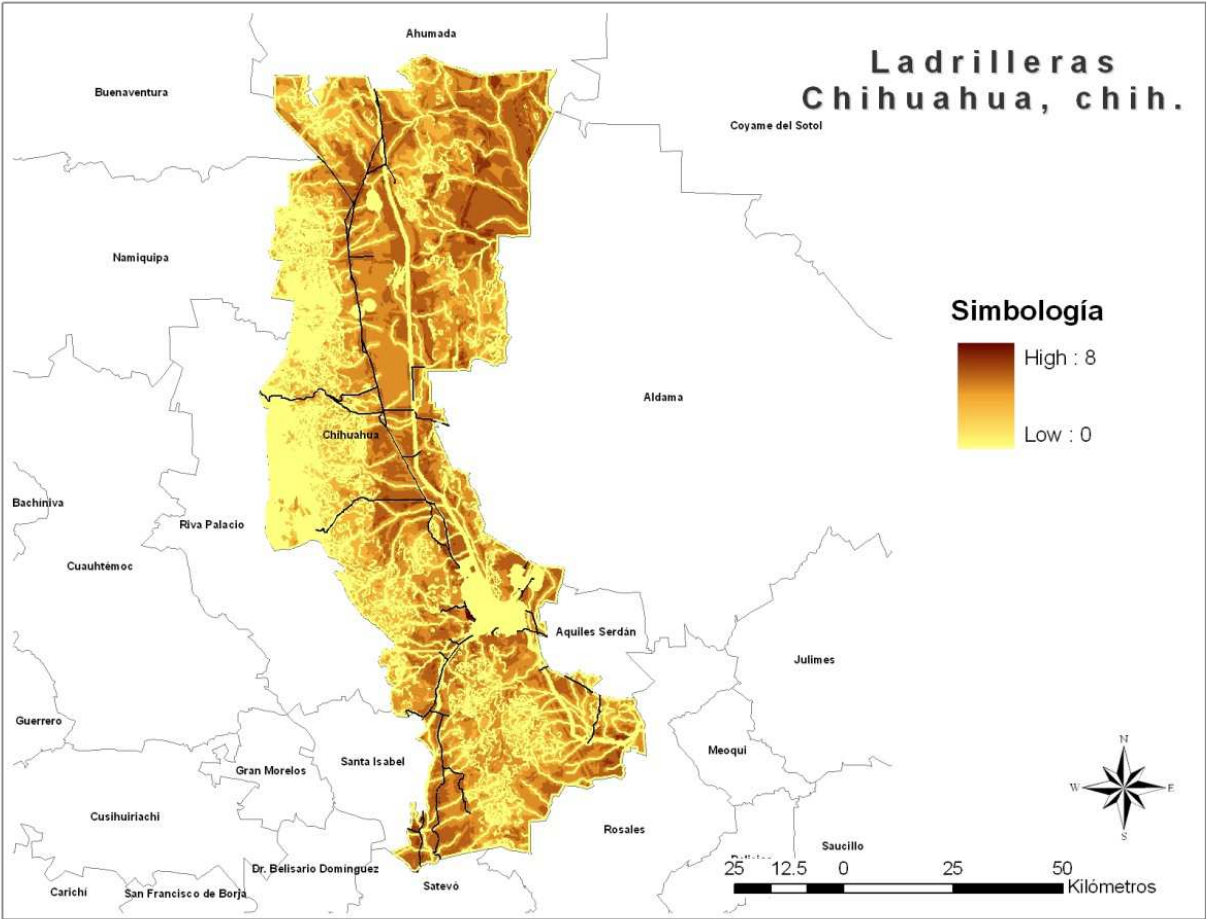 Ahumada
Ladrilleras
Chihuahua, chih.
Buenaventura
Coyame del Sotol
Namiquipa
Simbología
High : 8
Low : 0
Aldama
Chihuahua
Bachíniva
Riva Palacio
Cuauhtémoc
Aquiles Serdán
Julimes
Guerrero
Meoqui
Santa Isabel
Gran Morelos
N
W
E
S
Cusihuiriachi
Rosales
Saucillo
Dr. Belisario Domínguez
Carichí
San Francisco de Borja
Satevó
25 12.5 0 25 50
Kilómetros